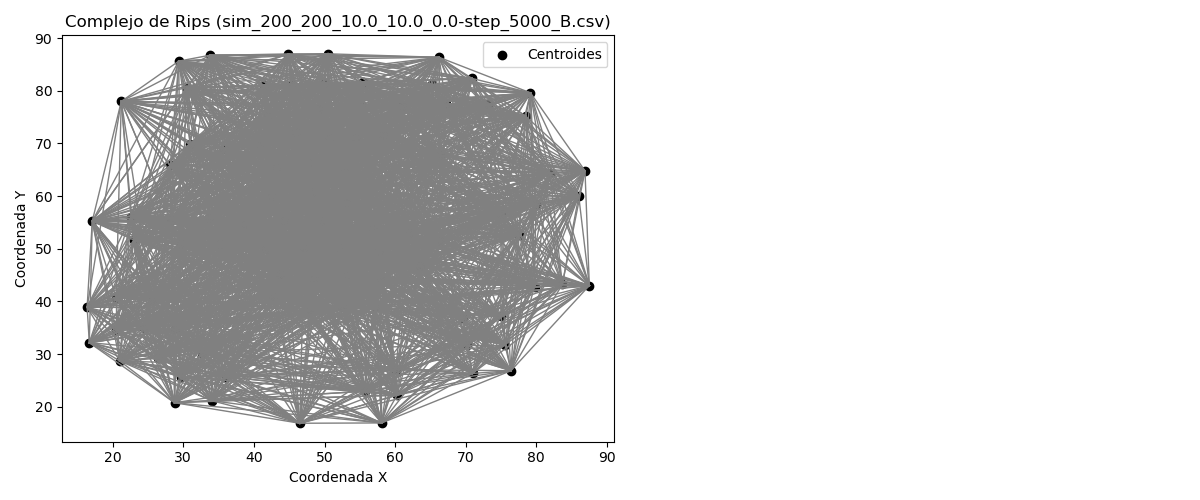 Complejo de Rips (sim_200_200_10.0_10.0_0.0-step_5000_B.csv)
Centroides
Coordenada Y
90
80
70
60
50
40
30
20
20 30 40 50 60 70 80 90
Coordenada X